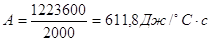 A = 1223600 / 2000 = 611,8 Дж/°C · c